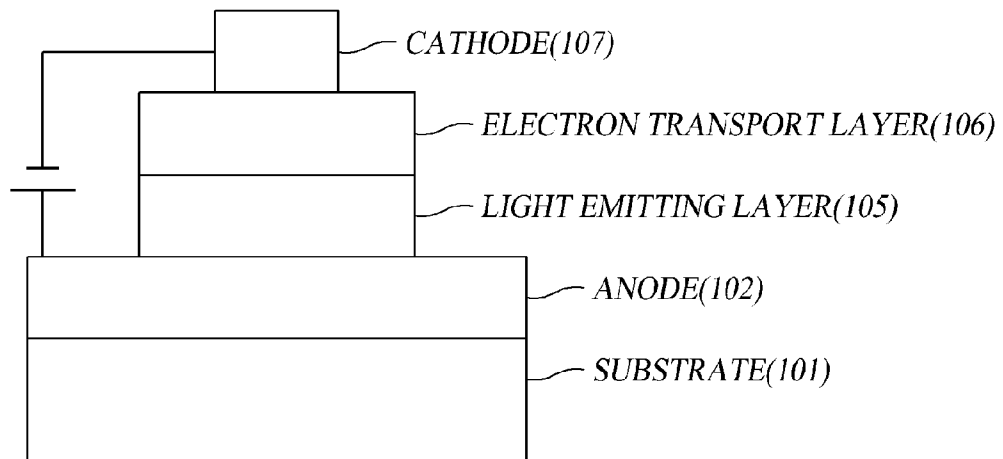 CATHODE(107)
ELECTRON TRANSPORT LAYER(106)
LIGHT EMITTING LAYER(105)
ANODE(102)
SUBSTRATE(101)